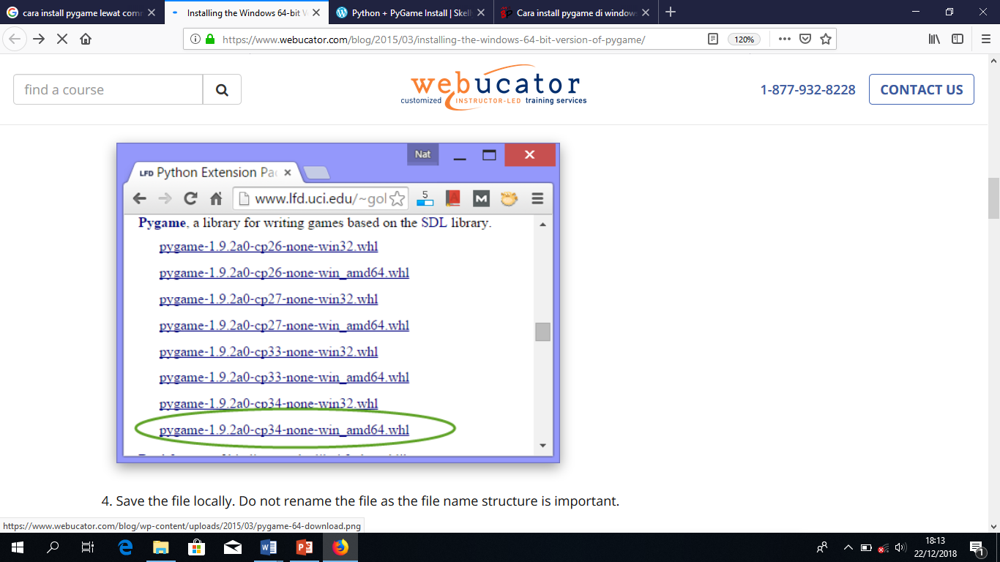 cara install pygame lewat com
Installing the Windows 64-bit V
Python + PyGame Install | Skel
Cara install pygame di window
https://www.webucator.com/blog/2015/03/installing-the-windows-64-bit-version-of-pygame/
120%
find a course
webucator
customized INSTRUCTOR-LED training services
1-877-932-8228
CONTACT US
Nat
LFD Python Extension Pac
www.lfd.uci.edu/~gol
5
Pygame, a library for writing games based on the SDL library.
pygame-1.9.2a0-cp26-none-win32.whl
pygame-1.9.2a0-cp26-none-win_amd64.whl
pygame-1.9.2a0-cp27-none-win32.whl
pygame-1.9.2a0-cp27-none-win_amd64.whl
pygame-1.9.2a0-cp33-none-win32.whl
pygame-1.9.2a0-cp33-none-win_amd64.whl
pygame-1.9.2a0-cp34-none-win32.whl
pygame-1.9.2a0-cp34-none-win_amd64.whl
4. Save the file locally. Do not rename the file as the file name structure is important.
https://www.webucator.com/blog/wp-content/uploads/2015/03/pygame-64-download.png
18:13
22/12/2018
1